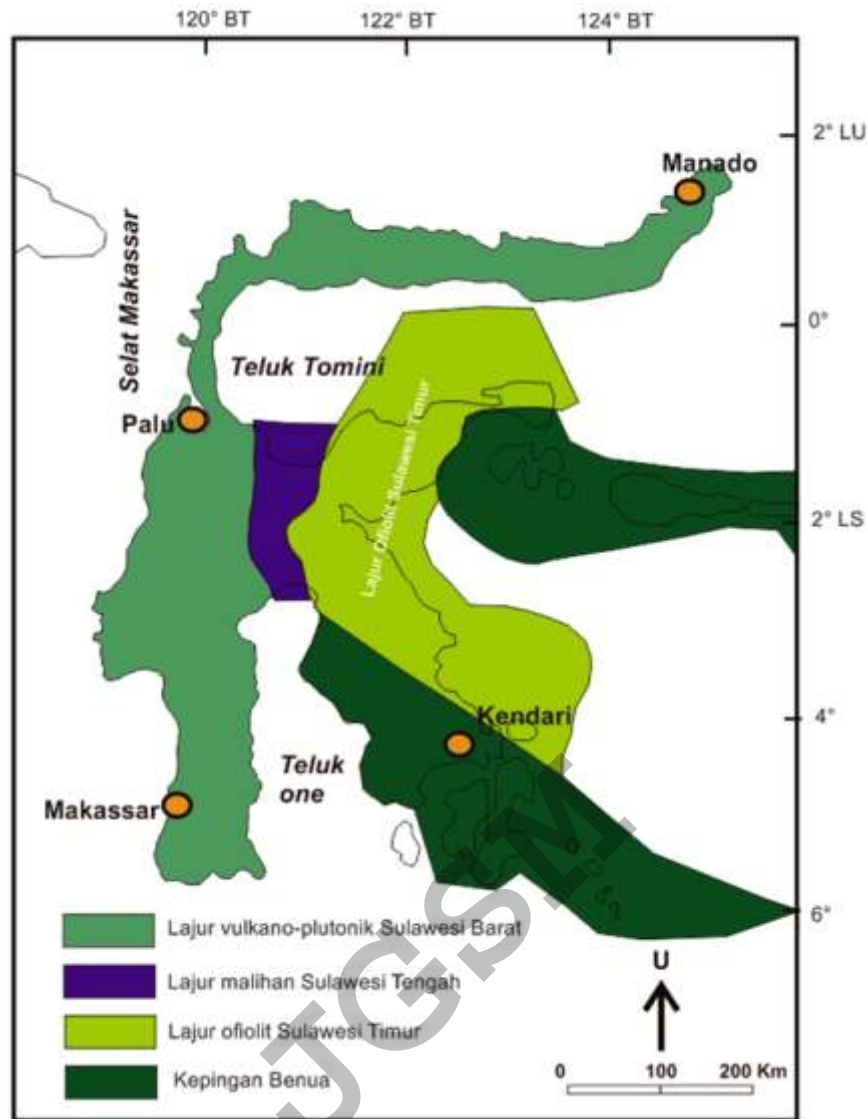 120° BT 122° BT 124° BT
2° LU
Manado
Selat Makassar
0°
Teluk Tomini
Lajur Ofiolit Sulawesi Timur
Palu
2° LS
Kendari
4°
Teluk
one
Makassar
6°
Lajur vulkano-plutonik Sulawesi Barat
Lajur malihan Sulawesi Tengah
Lajur ofiolit Sulawesi Timur
Kepingan Benua
U
0 100 200 Km
JGSM